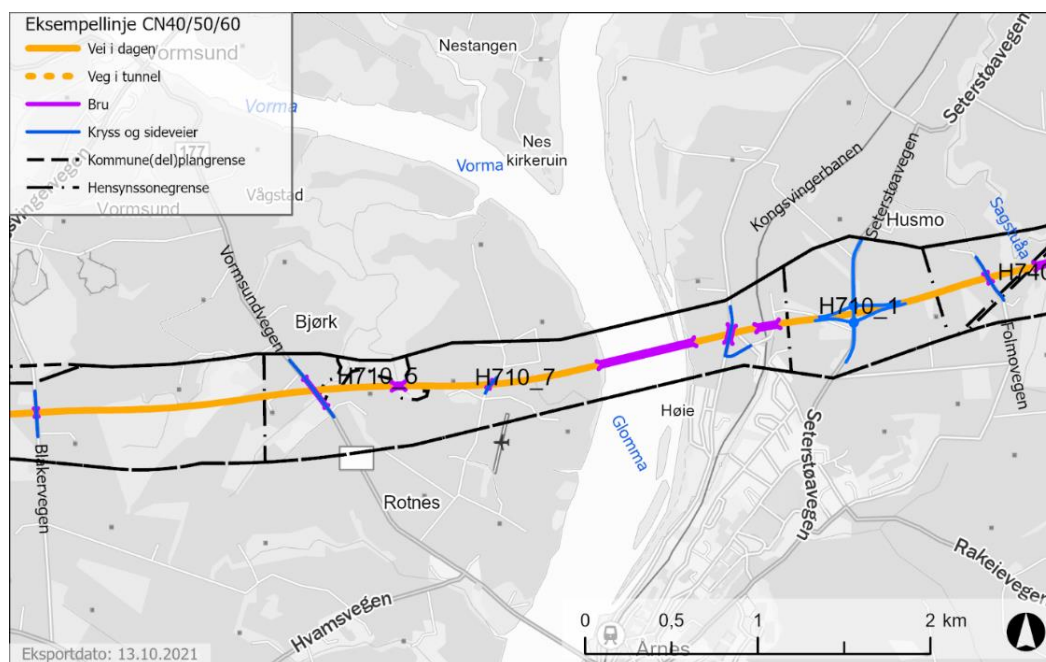 Eksempellinje CN40/50/60
Vei i dagen
Veg i tunnel
Bru
Kryss og sideveier
Kommune(del)plangrense
Hensynssonegrense
Vormsund
Vorma
177
Vågstad
Vormsund
Nestangen
Nes
kirkeruin
Vorma
Kongsvingerbanen
Seterstøavegen
Seterstøavegen
Husmo
Sagstuåa
H710_1
H740
Vormsundvegen
Bjørk
H710_6
H710_7
Folmovegen
Høie
Glomma
Seterstøavegen
Blakervegen
Rotnes
Rakeievegen
Hvamsvegen
0 0,5 1 2 km
Årnes
Eksportdato: 13.10.2021